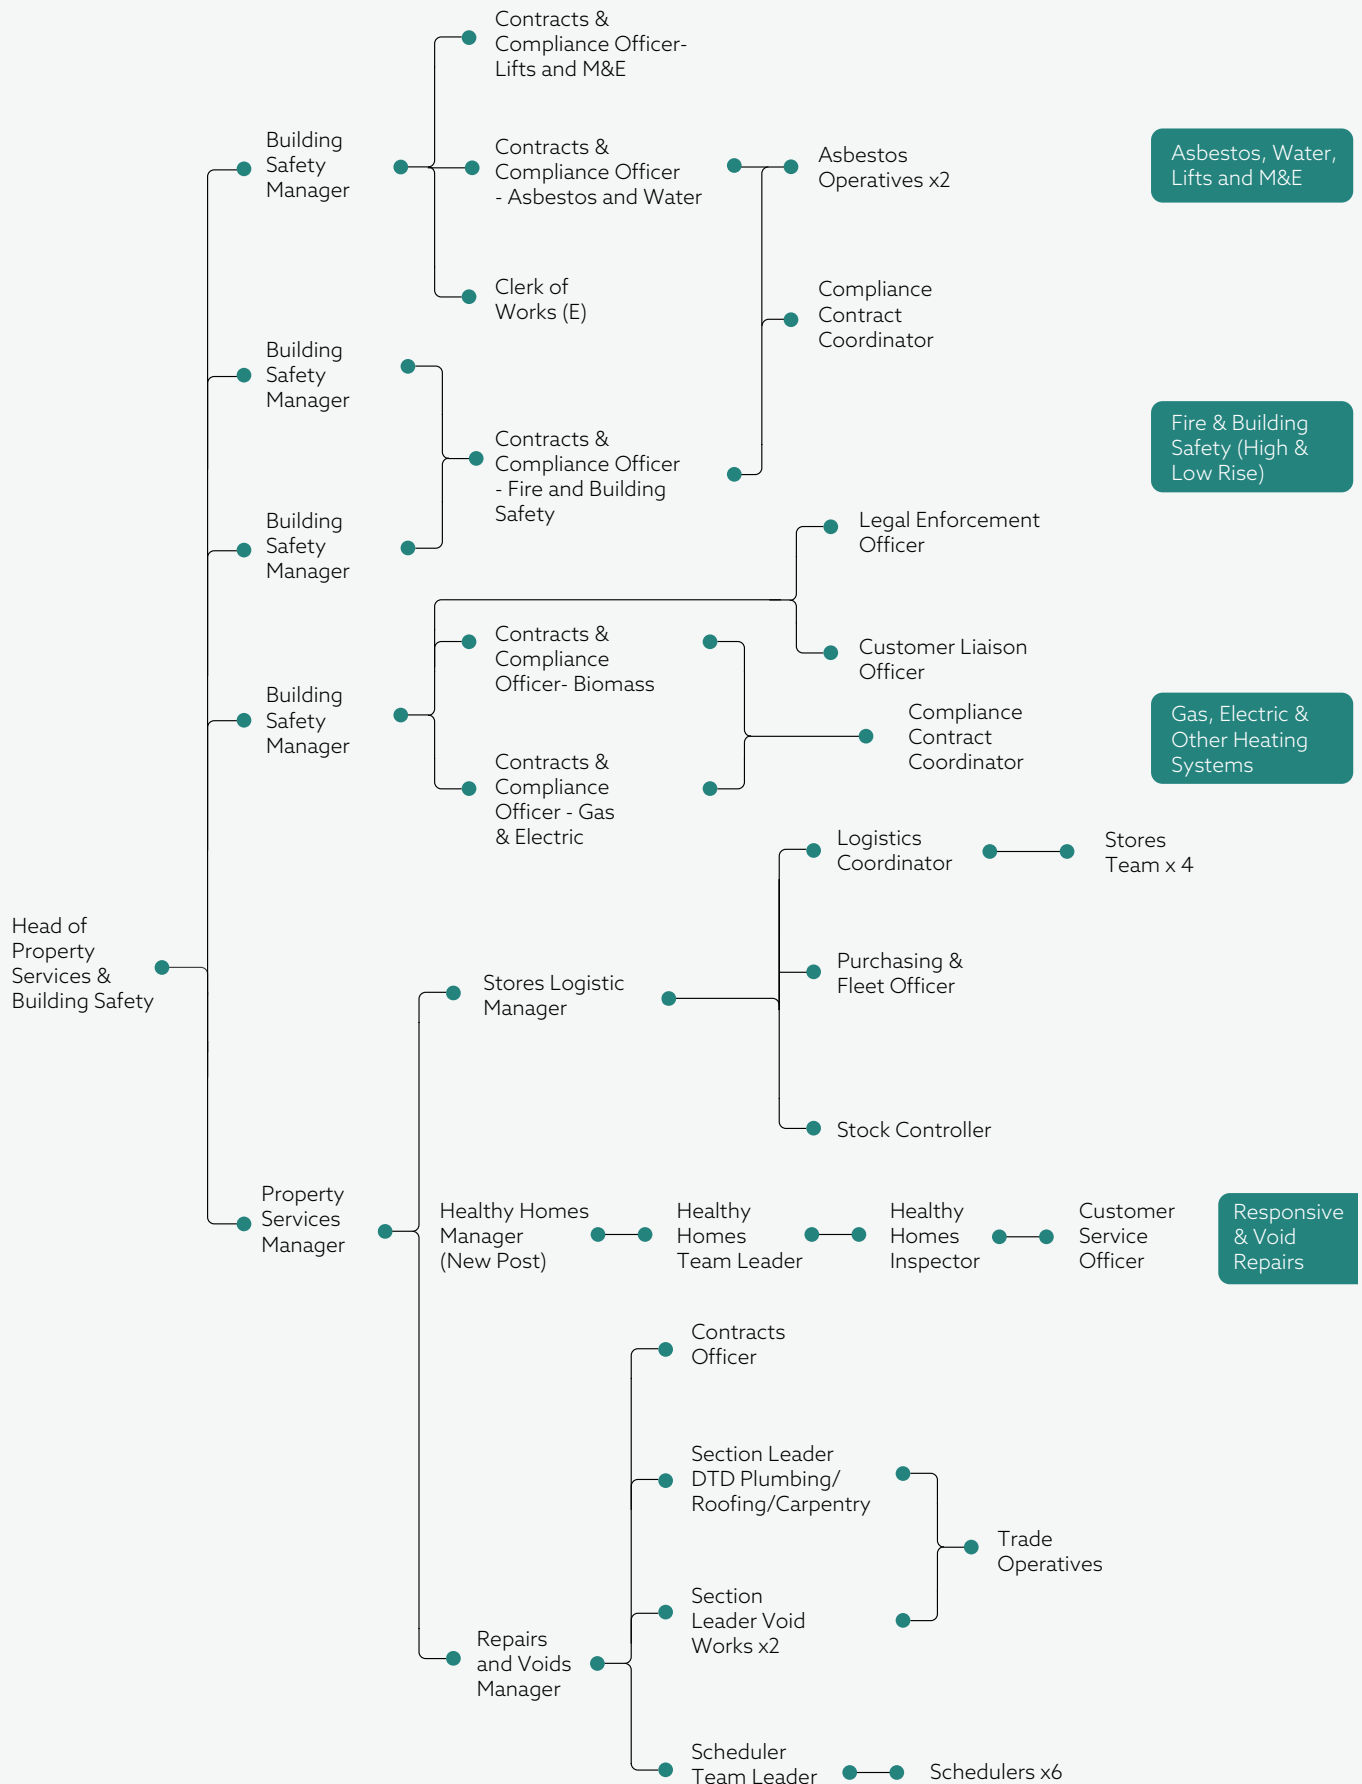 Contracts &
Compliance Officer-
Lifts and M&E
Building
Safety
Manager
Contracts &
Compliance Officer
- Asbestos and Water
Asbestos
Operatives x2
Asbestos, Water,
Lifts and M&E
Clerk of
Works (E)
Compliance
Contract
Coordinator
Building
Safety
Manager
Contracts &
Compliance Officer
- Fire and Building
Safety
Fire & Building
Safety (High &
Low Rise)
Building
Safety
Manager
Legal Enforcement
Officer
Contracts &
Compliance
Officer- Biomass
Customer Liaison
Officer
Building
Safety
Manager
Compliance
Contract
Coordinator
Gas, Electric &
Other Heating
Systems
Contracts &
Compliance
Officer - Gas
& Electric
Logistics
Coordinator
Stores
Team x 4
Head of
Property
Services &
Building Safety
Stores Logistic
Manager
Purchasing &
Fleet Officer
Stock Controller
Property
Services
Manager
Healthy Homes
Manager
(New Post)
Healthy
Homes
Team Leader
Healthy
Homes
Inspector
Customer
Service
Officer
Responsive
& Void
Repairs
Contracts
Officer
Section Leader
DTD Plumbing/
Roofing/Carpentry
Trade
Operatives
Section
Leader Void
Works x2
Repairs
and Voids
Manager
Scheduler
Team Leader
Schedulers x6